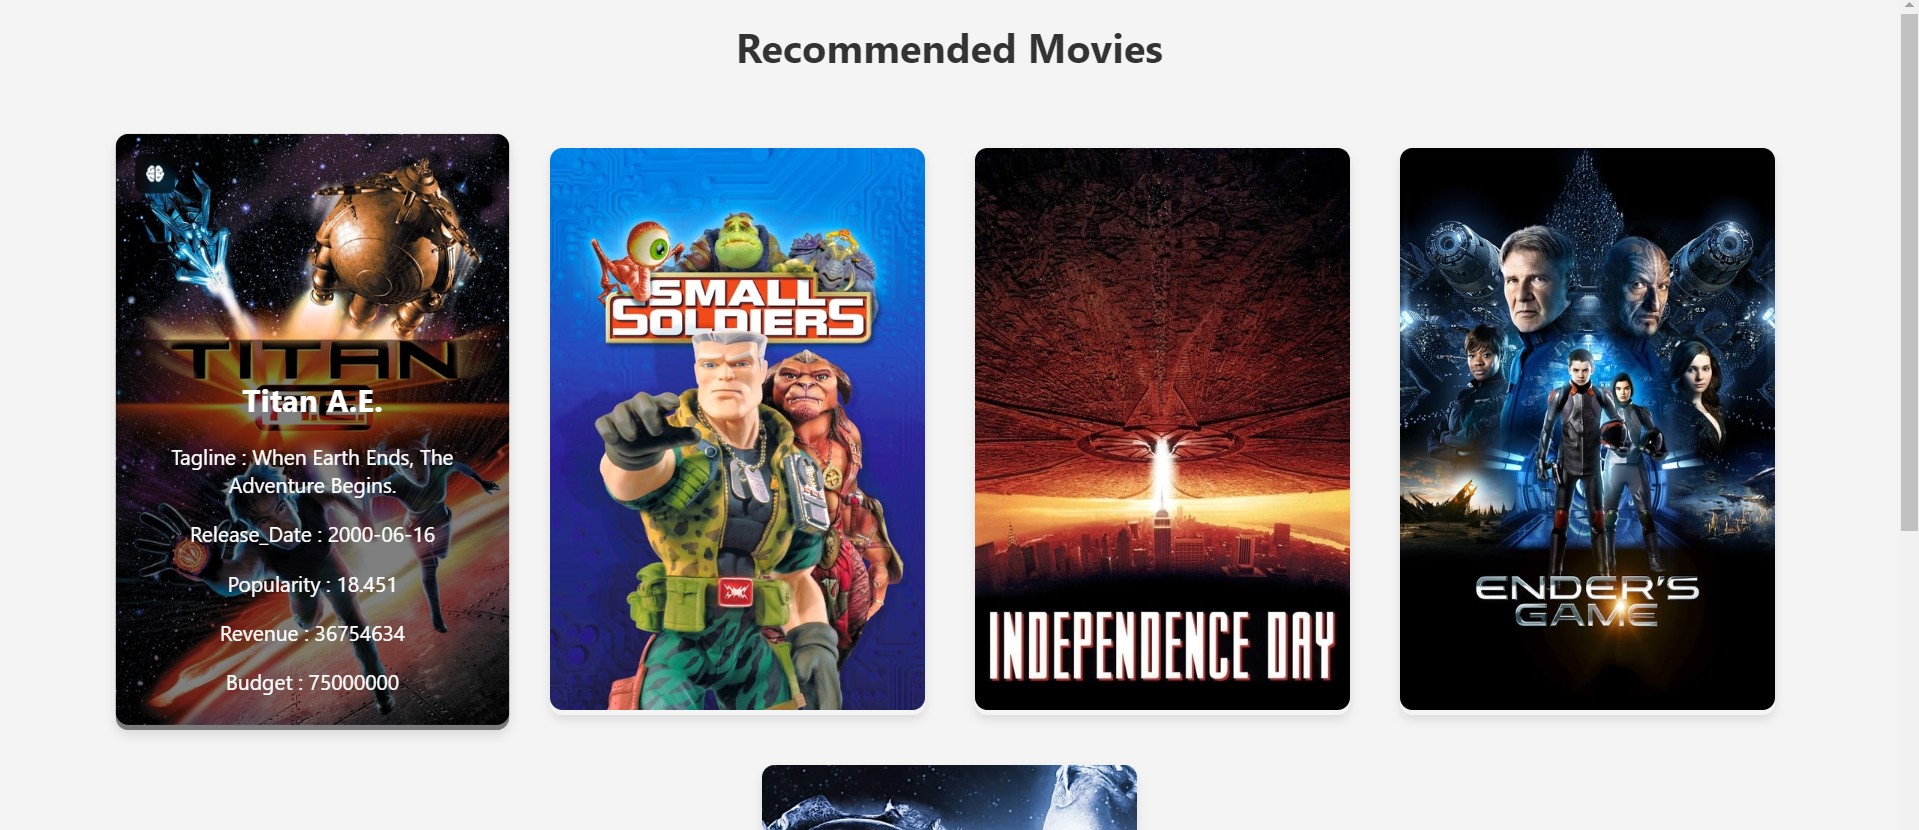 Recommended Movies
TITAN
A.E.
Titan A.E.
Tagline : When Earth Ends, The
Adventure Begins.
Release_Date : 2000-06-16
Popularity : 18.451
Revenue : 36754634
Budget : 75000000
SMALL
SOLDIERS
INDEPENDENCE DAY
ENDER'S
GAME